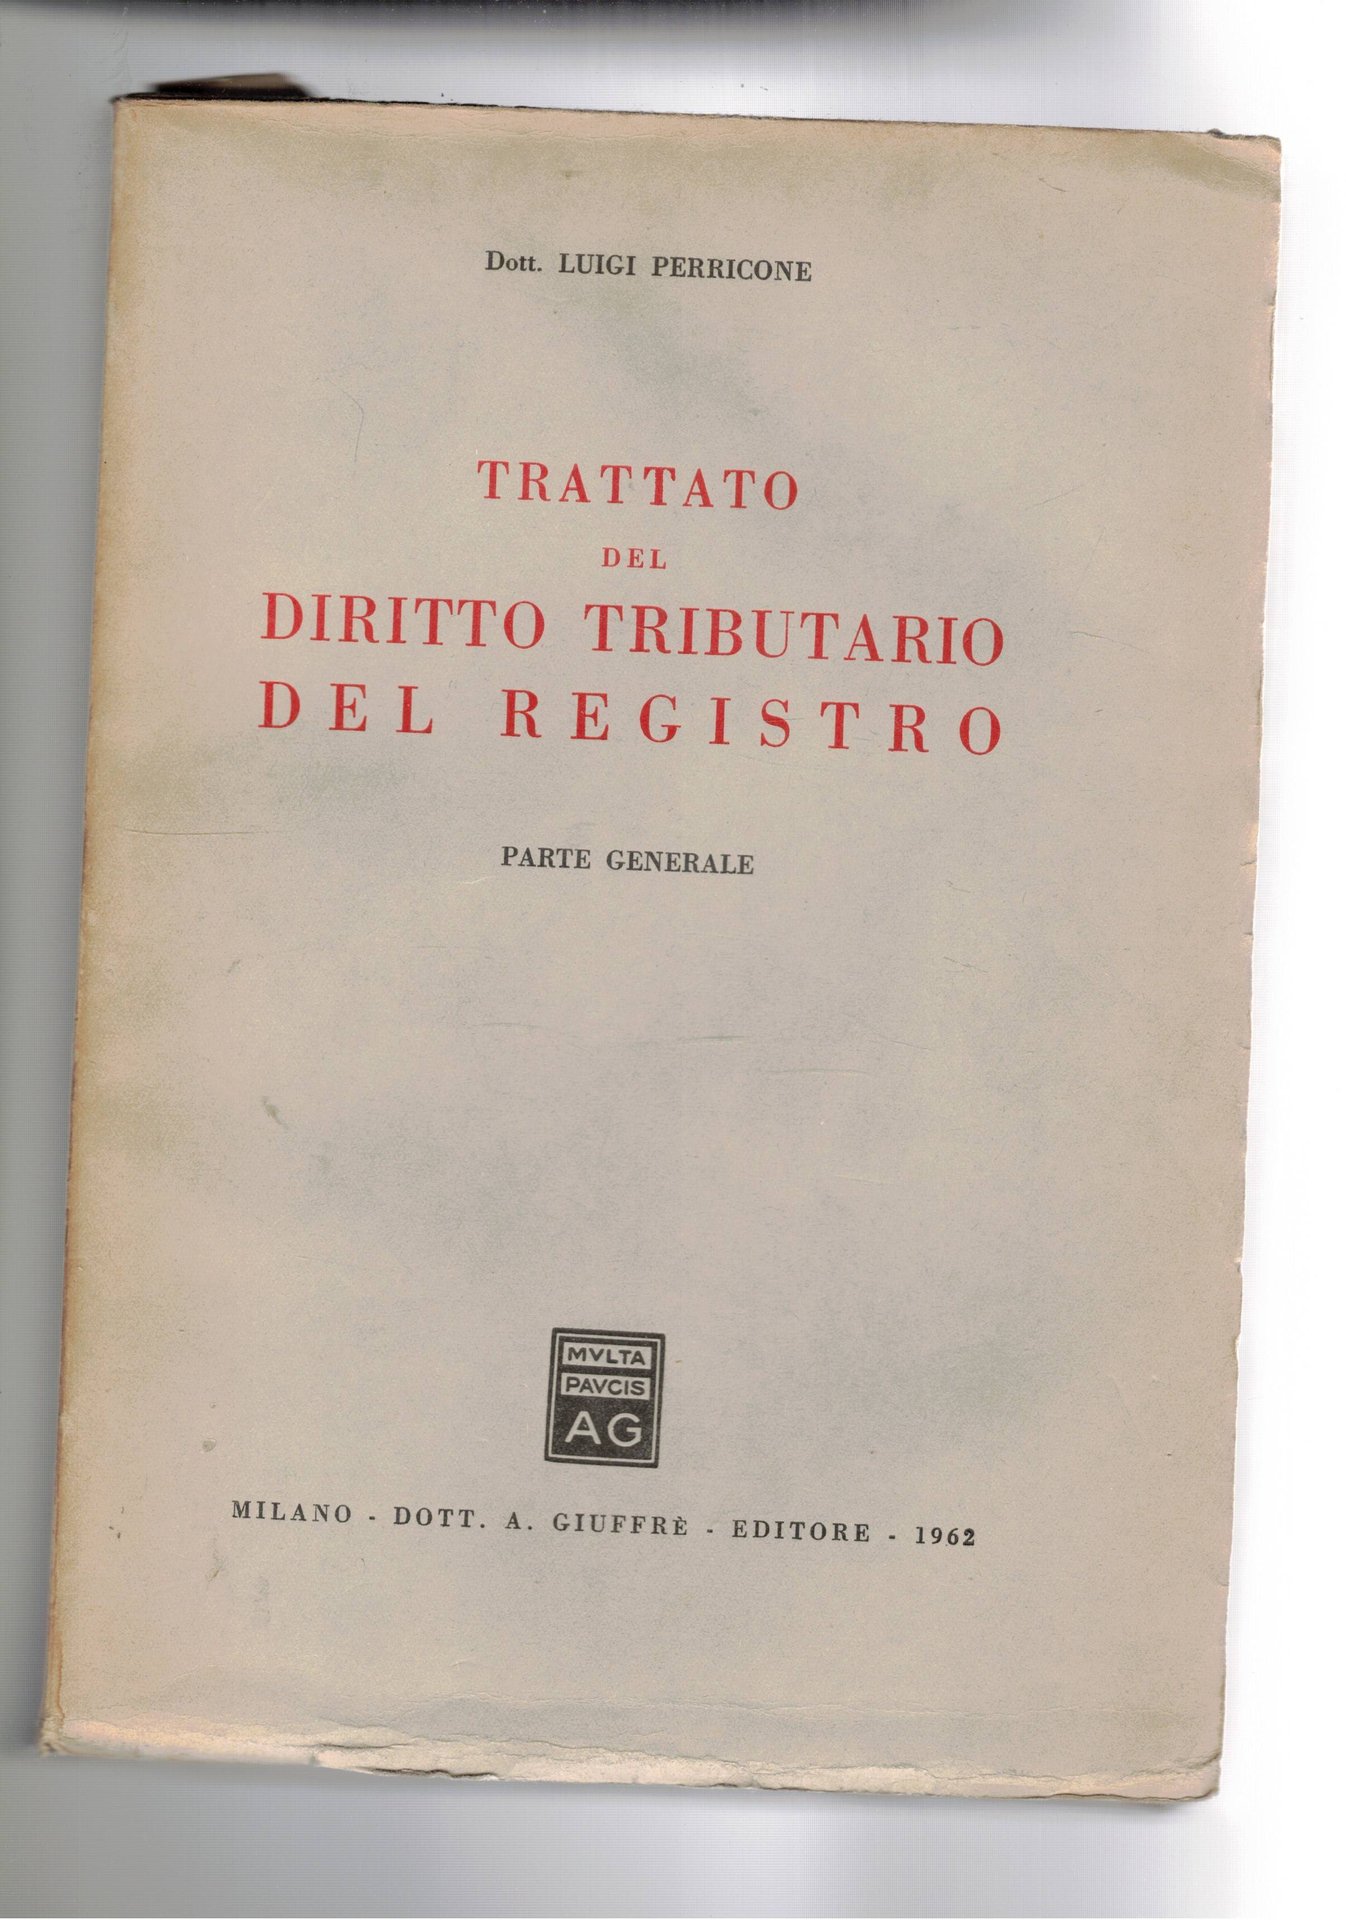 Dott. LUIGI PERRICONE
TRATTATO
DEL
DIRITTO TRIBUTARIO
DEL REGISTRO
PARTE GENERALE
MVLTA
PAVCIS
AG
MILANO - DOTT. A. GIUFFRÈ - EDITORE - 1962